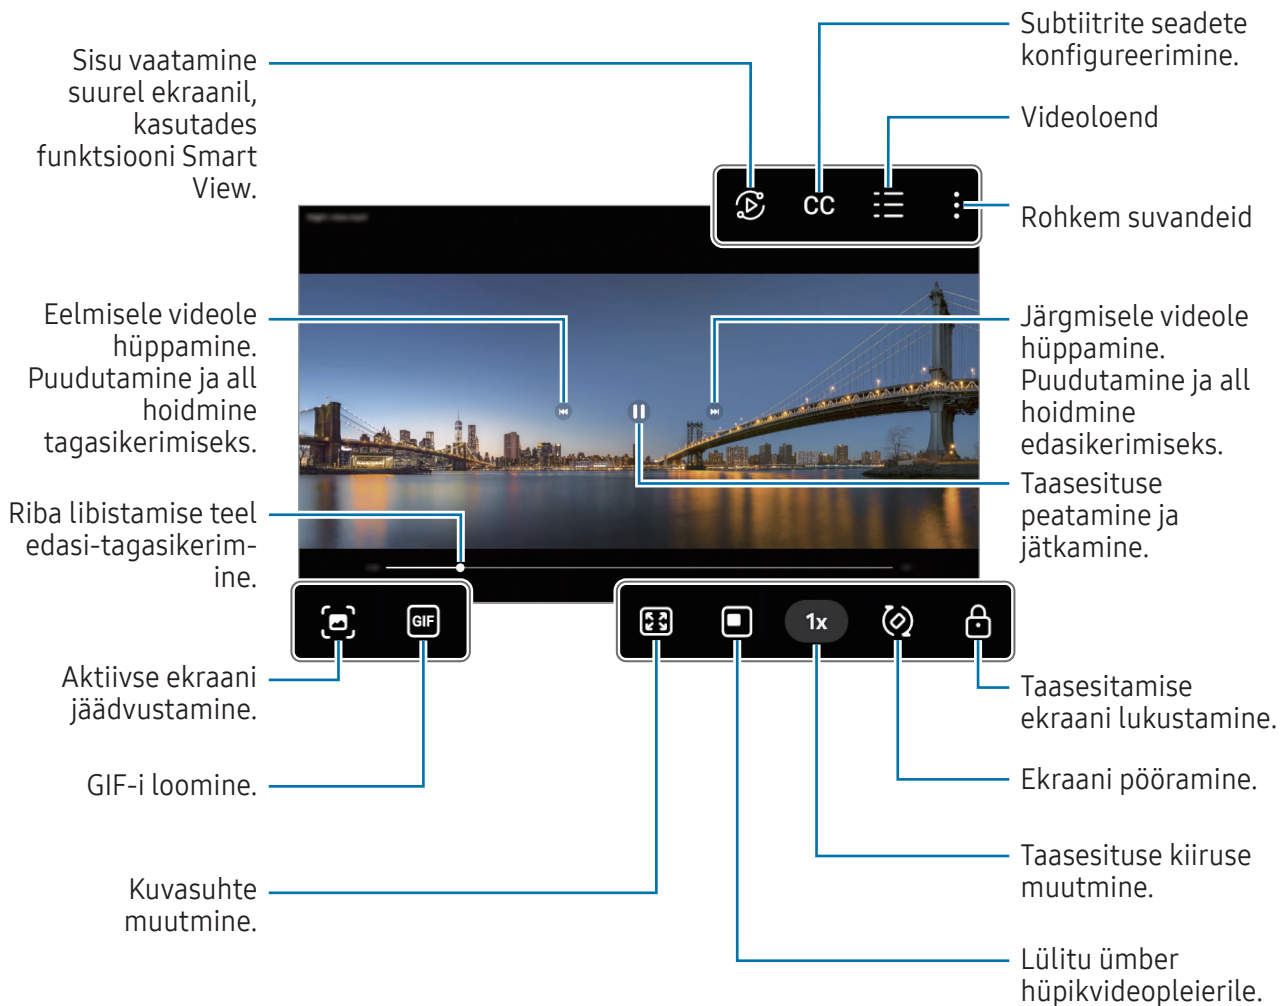 Sisu vaatamine
suurel ekraanil,
kasutades
funktsiooni Smart
View.
Subtiitrite seadete
konfigureerimine.
Videoloend
Rohkem suvandeid
CC
Eelmisele videole
hüppamine.
Puudutamine ja all
hoidmine
tagasikerimiseks.
Järgmisele videole
hüppamine.
Puudutamine ja all
hoidmine
edasikerimiseks.
Taasesituse
peatamine ja
jätkamine.
Riba libistamise teel
edasi-tagasikerim-
ine.
GIF
1x
Aktiivse ekraani
jäädvustamine.
GIF-i loomine.
Kuvasuhte
muutmine.
Taasesitamise
ekraani lukustamine.
Ekraani pööramine.
Taasesituse kiiruse
muutmine.
Lülitu ümber
hüpikvideopleierile.